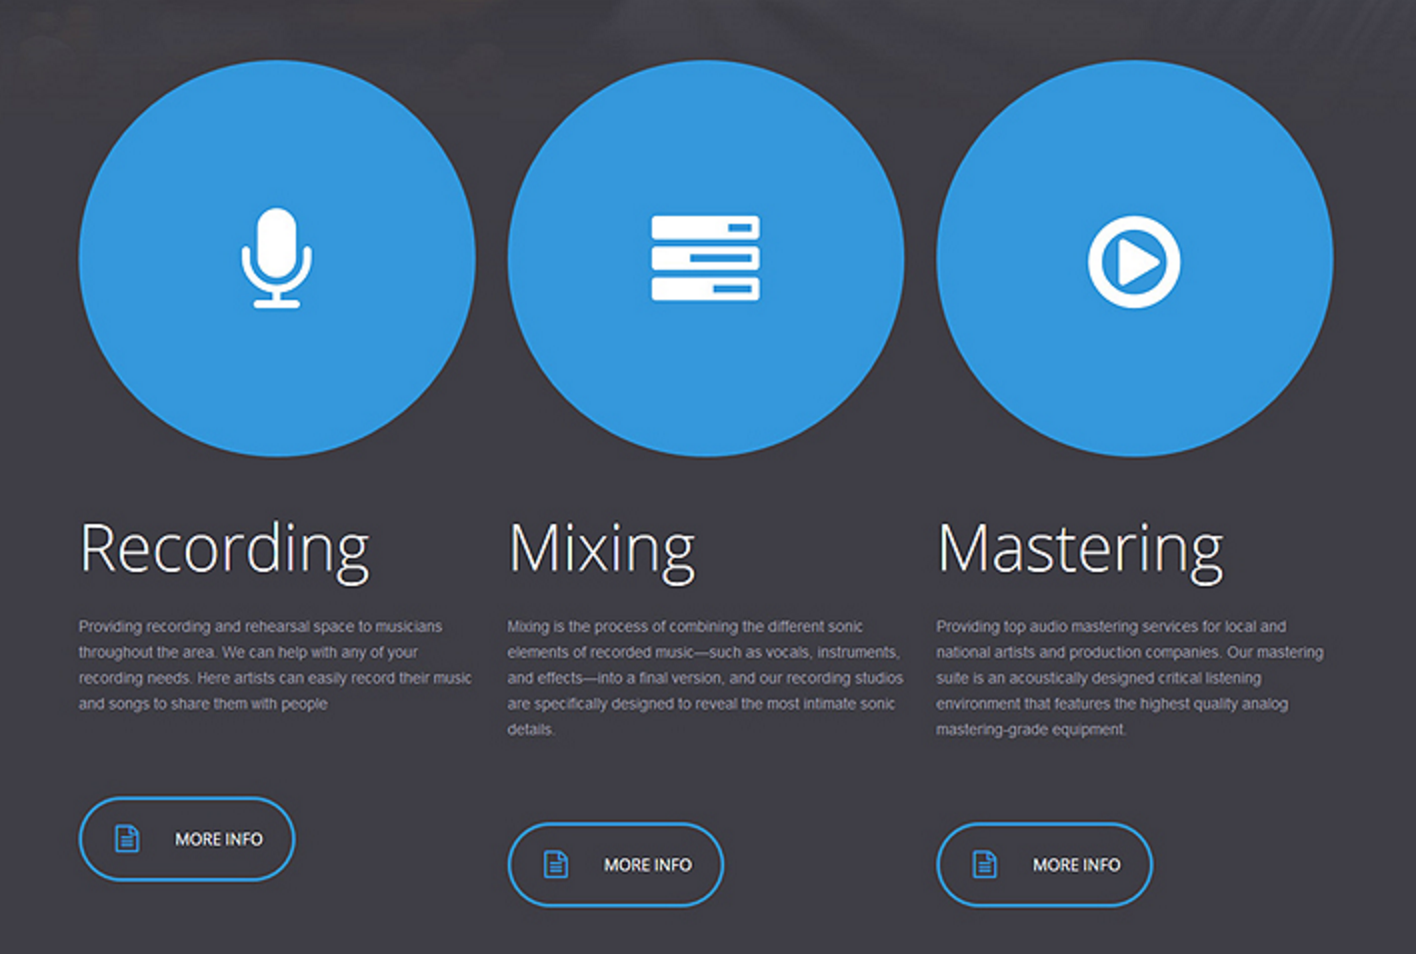 Recording
Providing recording and rehearsal space to musicians
throughout the area. We can help with any of your
recording needs. Here artists can easily record their music
and songs to share them with people
MORE INFO
Mixing
Mixing is the process of combining the different sonic
elements of recorded music—such as vocals, instruments,
and effects—into a final version, and our recording studios
are specifically designed to reveal the most intimate sonic
details.
MORE INFO
Mastering
Providing top audio mastering services for local and
national artists and production companies. Our mastering
suite is an acoustically designed critical listening
environment that features the highest quality analog
mastering-grade equipment.
MORE INFO